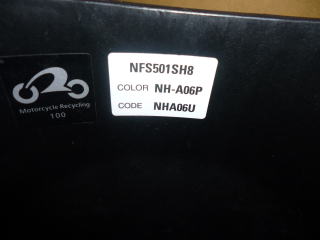 NFS501SH8
COLOR NH-A06P
CODE NHA06U
Motorcycle Recycling
100